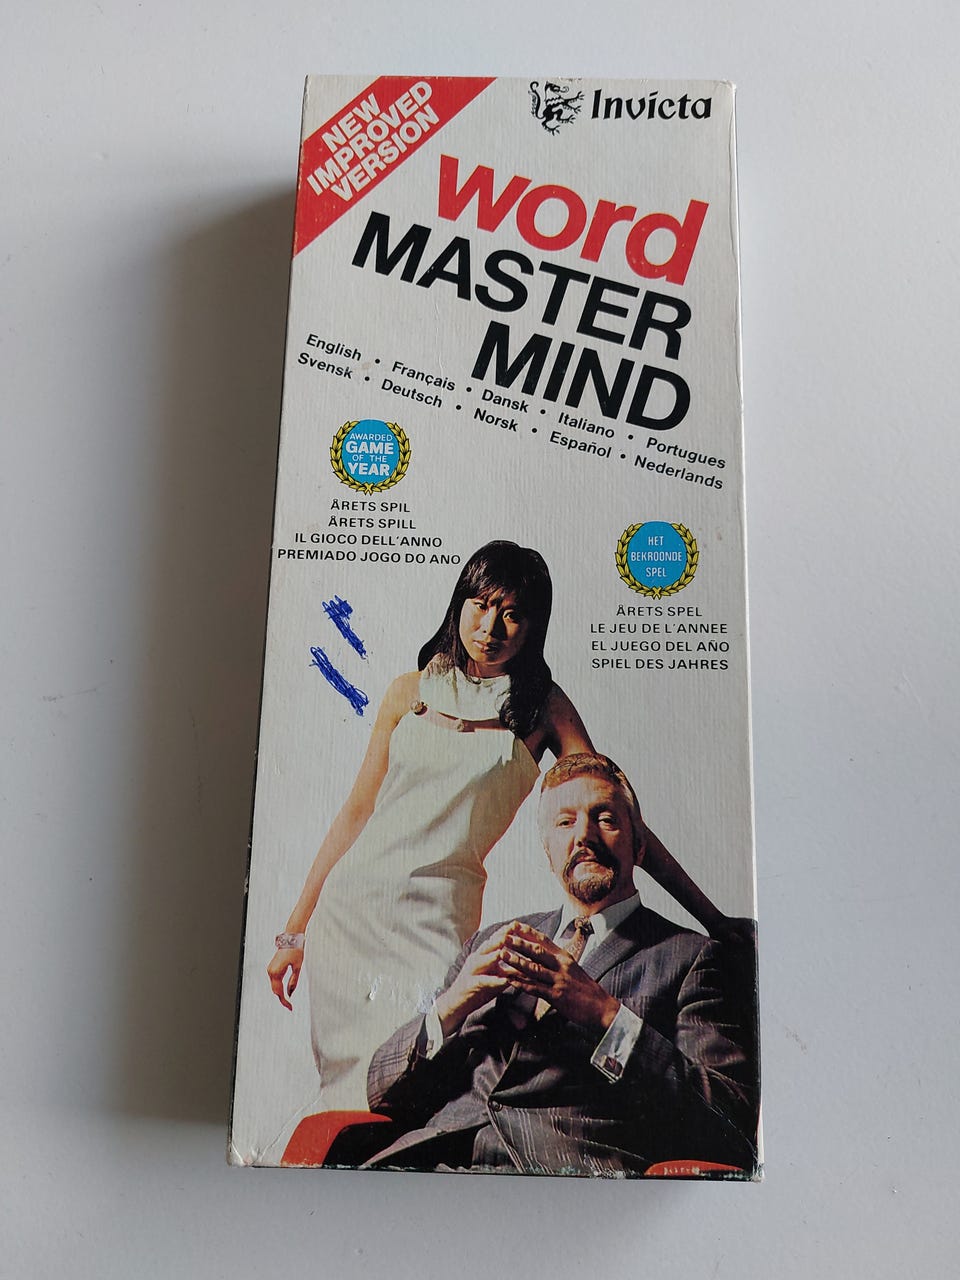 NEW
IMPROVED
VERSION
Invicta
word
MASTER
MIND
English • Français • Dansk • Italiano • Portugues
Svensk • Deutsch • Norsk • Español • Nederlands
AWARDED
GAME
OF THE
YEAR
ÅRETS SPIL
ÅRETS SPILL
IL GIOCO DELL'ANNO
PREMIADO JOGO DO ANO
HET
BEKROONDE
SPEL
ÅRETS SPEL
LE JEU DE L'ANNEE
EL JUEGO DEL AÑO
SPIEL DES JAHRES